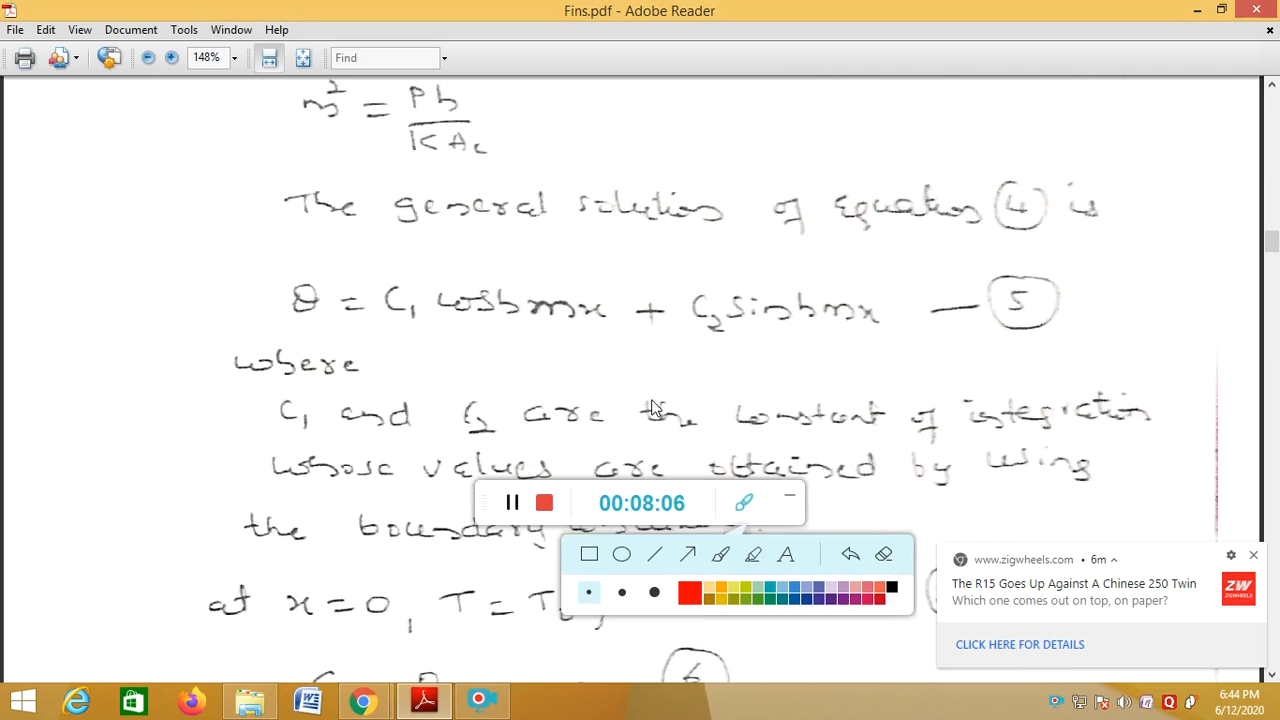 Fins.pdf - Adobe Reader
File Edit View Document Tools Window Help
148% Find
m² = Ph
KAc
The general solution of Equation 4 is
θ = C₁ coshmx + C₂ sinhmx — 5
where
C₁ and C₂ are the constant of integration
whose values are obtained by using
the boundary
at x = 0, T = T
6
00:08:06
A
www.zigwheels.com • 6m
The R15 Goes Up Against A Chinese 250 Twin
Which one comes out on top, on paper?
ZW
CLICK HERE FOR DETAILS
6:44 PM
6/12/2020